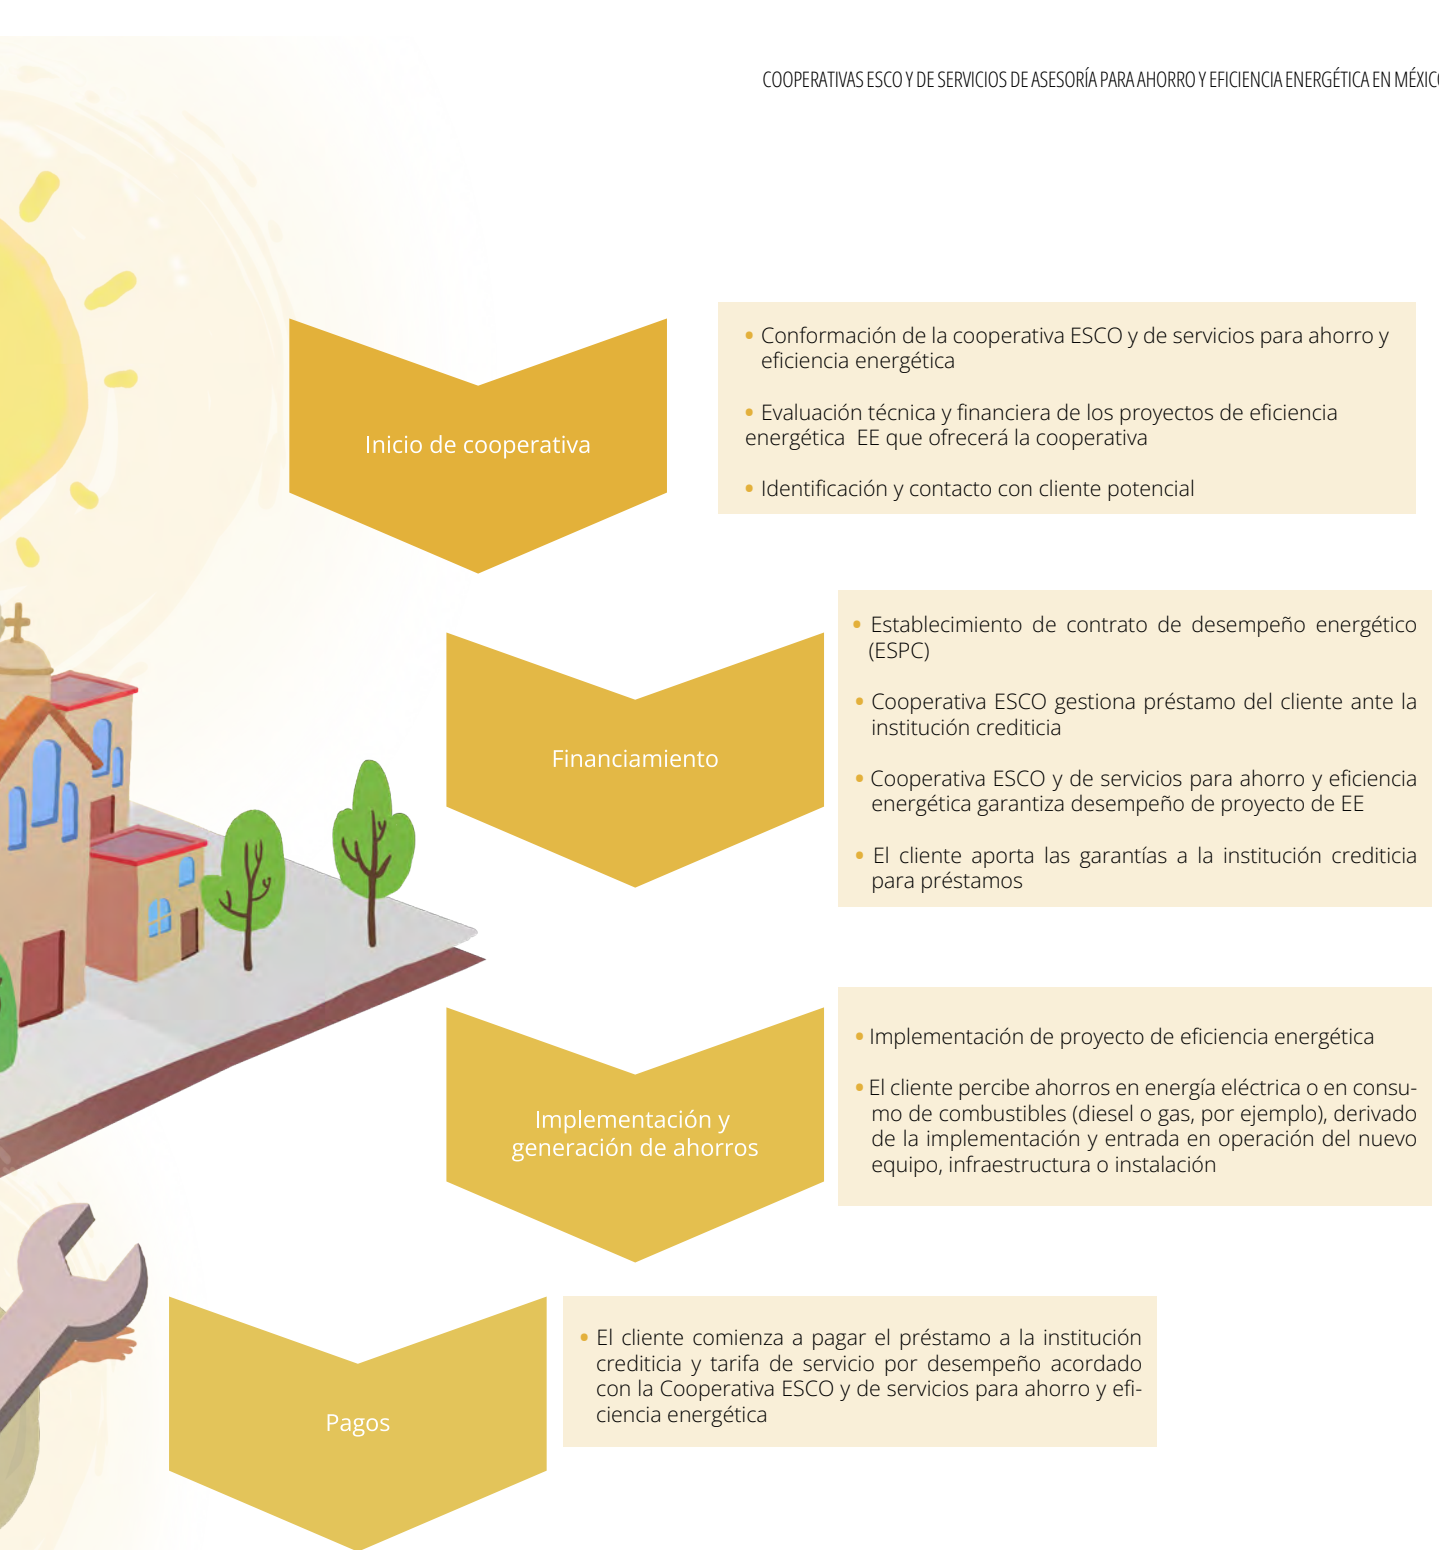 COOPERATIVAS ESCO Y DE SERVICIOS DE ASESORÍA PARA AHORRO Y EFICIENCIA ENERGÉTICA EN MÉXICO
Inicio de cooperativa
• Conformación de la cooperativa ESCO y de servicios para ahorro y
eficiencia energética
• Evaluación técnica y financiera de los proyectos de eficiencia
energética  EE que ofrecerá la cooperativa
• Identificación y contacto con cliente potencial
Financiamiento
• Establecimiento de contrato de desempeño energético
(ESPC)
• Cooperativa ESCO gestiona préstamo del cliente ante la
institución crediticia
• Cooperativa ESCO y de servicios para ahorro y eficiencia
energética garantiza desempeño de proyecto de EE
• El cliente aporta las garantías a la institución crediticia
para préstamos
Implementación y
generación de ahorros
• Implementación de proyecto de eficiencia energética
• El cliente percibe ahorros en energía eléctrica o en consu-
mo de combustibles (diesel o gas, por ejemplo), derivado
de la implementación y entrada en operación del nuevo
equipo, infraestructura o instalación
Pagos
• El cliente comienza a pagar el préstamo a la institución
crediticia y tarifa de servicio por desempeño acordado
con la Cooperativa ESCO y de servicios para ahorro y efi-
ciencia energética